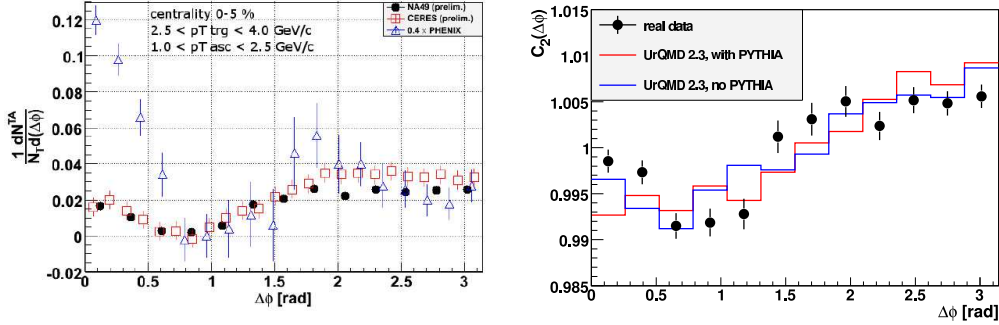 centrality 0-5 %
2.5 < pT trg < 4.0 GeV/c
1.0 < pT asc < 2.5 GeV/c
NA49 (prelim.)
CERES (prelim.)
0.4 x PHENIX
0.12
0.1
0.08
0.06
0.04
0.02
0
-0.02
1 dN^TA
N_T d(Δϕ)
0 0.5 1 1.5 2 2.5 3
Δϕ [rad]
real data
UrQMD 2.3, with PYTHIA
UrQMD 2.3, no PYTHIA
C₂(Δϕ)
1.015
1.01
1.005
1
0.995
0.99
0.985
0 0.5 1 1.5 2 2.5 3
Δϕ [rad]